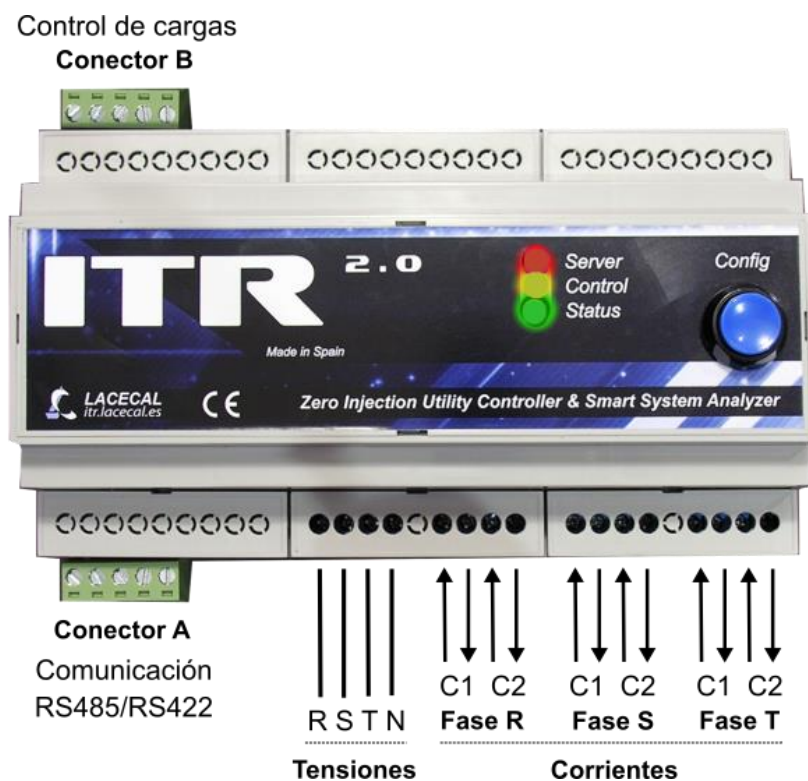 Control de cargas
Conector B
ITR 2.0
Server
Control
Status
Config
Made in Spain
LACECAL
itr.lacecal.es
CE
Zero Injection Utility Controller & Smart System Analyzer
Conector A
Comunicación
RS485/RS422
C1 C2 C1 C2 C1 C2
R S T N Fase R Fase S Fase T
Tensiones Corrientes